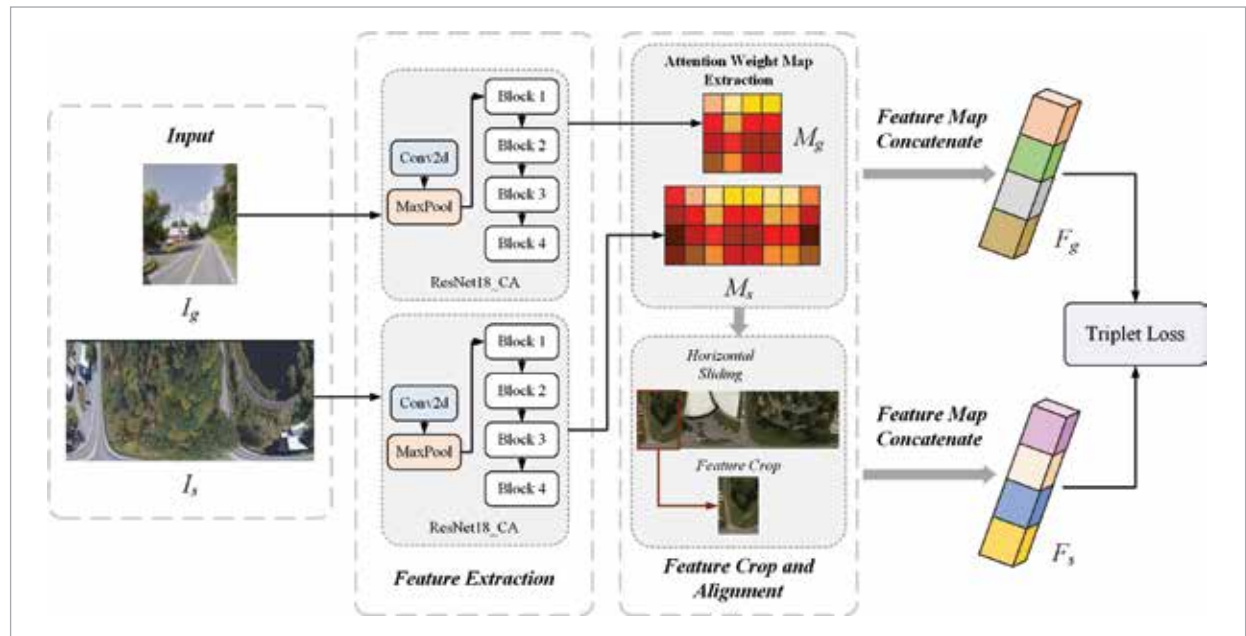 Input
I_g
I_s
Conv2d
MaxPool
Block 1
Block 2
Block 3
Block 4
ResNet18_CA
Conv2d
MaxPool
Block 1
Block 2
Block 3
Block 4
ResNet18_CA
Feature Extraction
Attention Weight Map
Extraction
M_g
M_s
Horizontal
Sliding
Feature Crop
Feature Crop and
Alignment
Feature Map
Concatenate
F_g
Feature Map
Concatenate
F_s
Triplet Loss